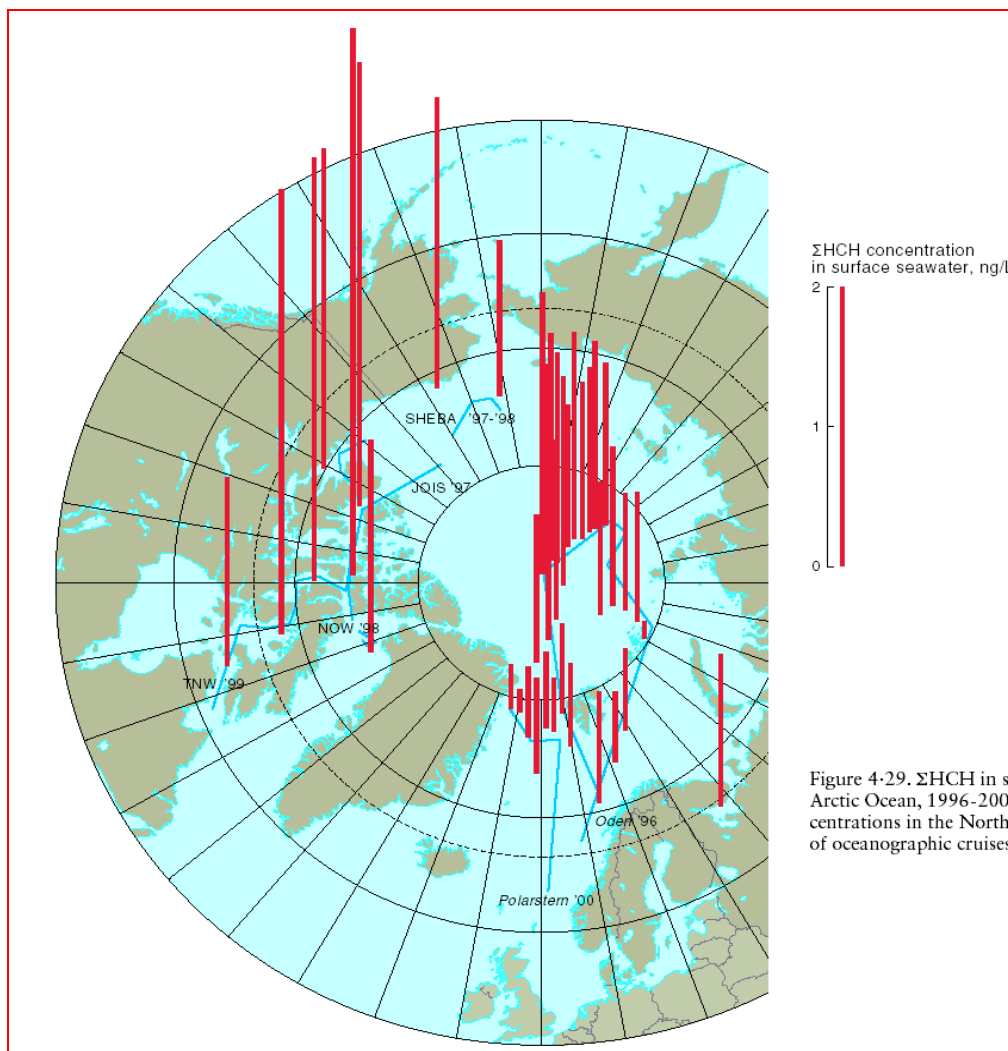 ΣHCH concentration
in surface seawater, ng/L
2
1
0
SHEBA '97-'98
JOIS '97
NOW '98
TNW '99
Oden '96
Polarstern '00
Figure 4·29. ΣHCH in s
Arctic Ocean, 1996-200
centrations in the North
of oceanographic cruises